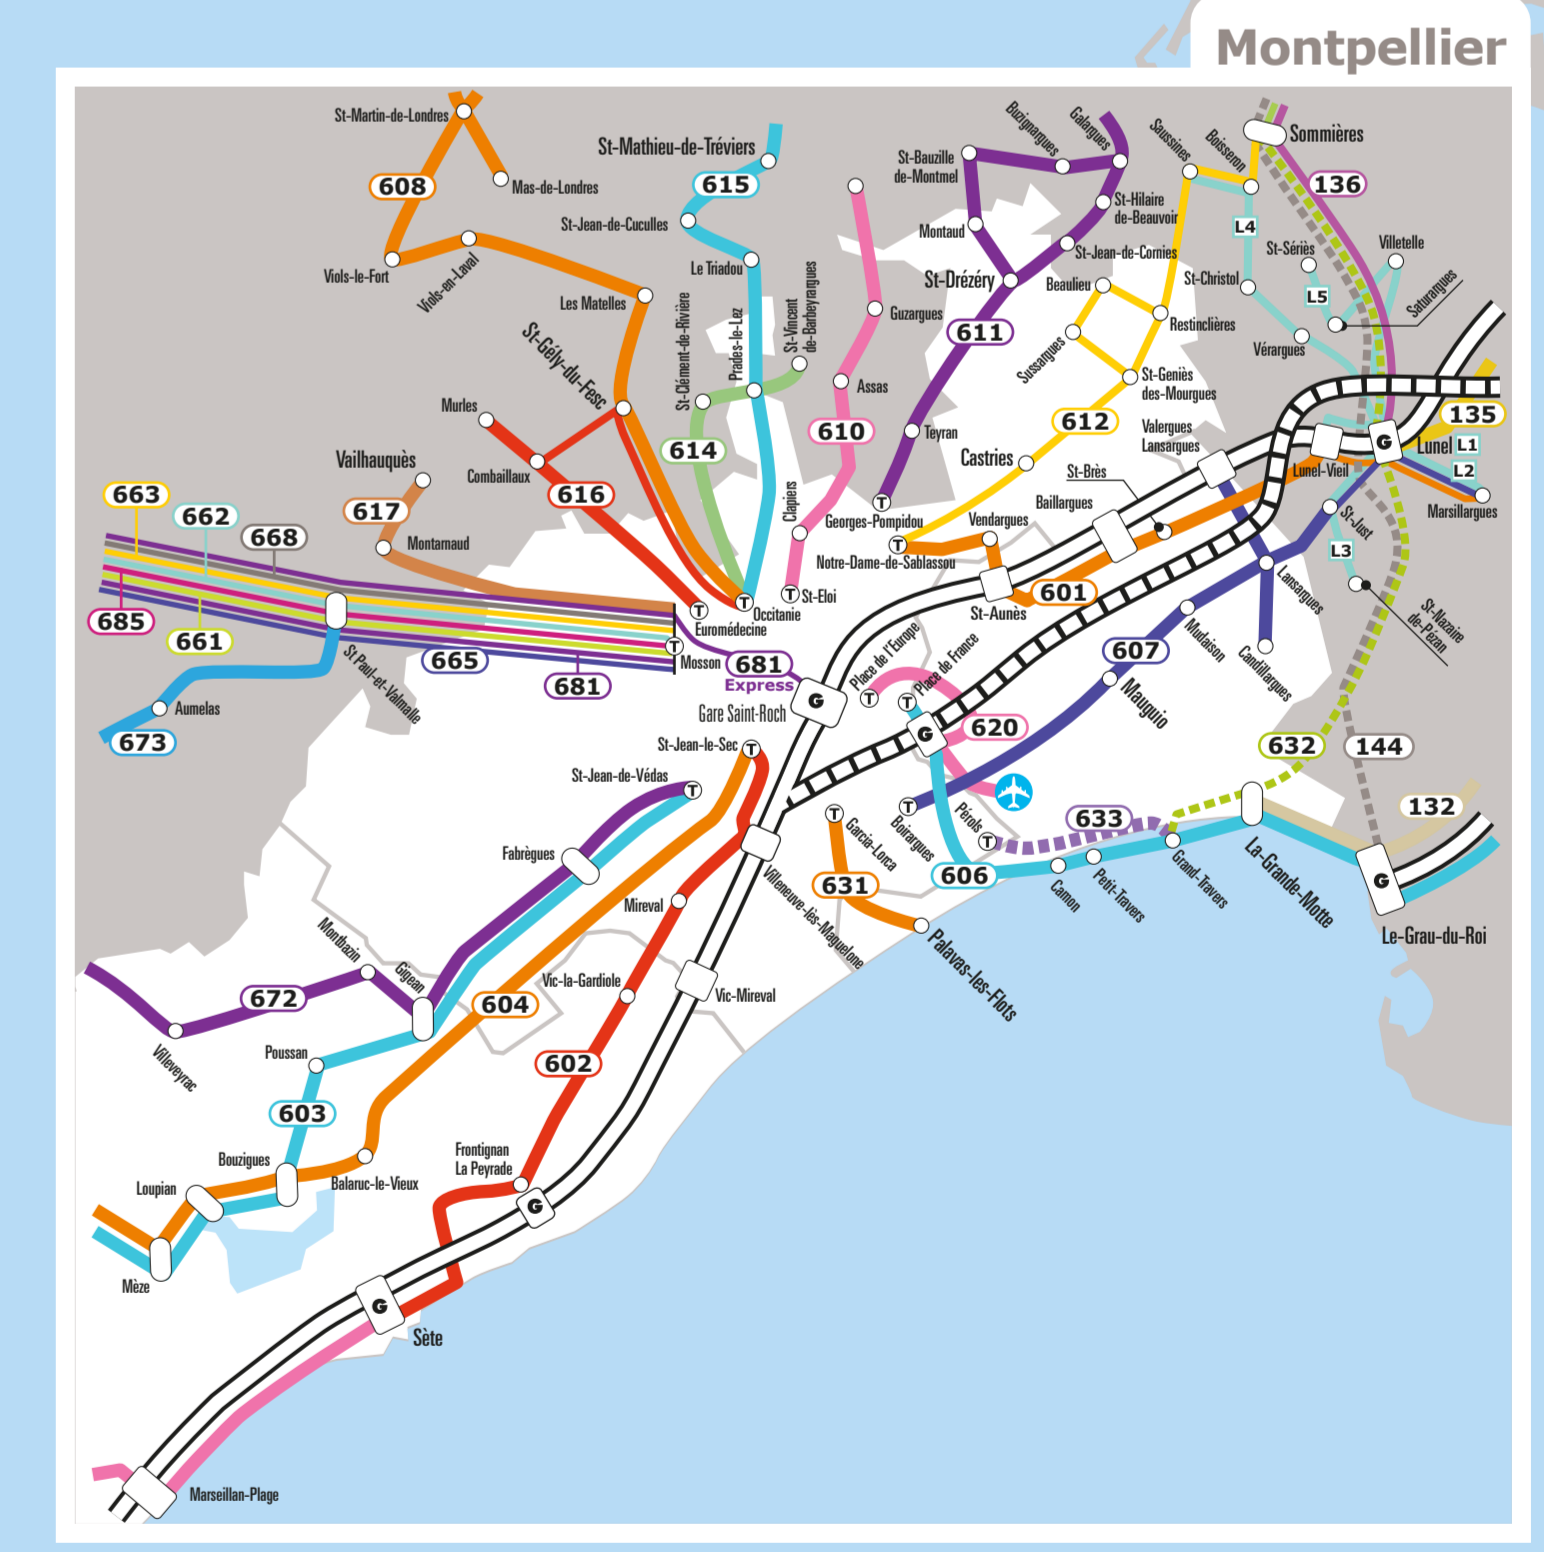 Montpellier
St-Martin-de-Londres
608
Mas-de-Londres
Viols-le-Fort
Viols-en-Laval
Les Matelles
St-Gély-du-Fesc
St-Mathieu-de-Tréviers
615
St-Jean-de-Cuculles
Le Triadou
St-Clément-de-Rivière
Prades-le-Lez
St-Vincent
de-Barbeyrargues
614
Guzargues
Assas
610
Clapiers
St-Eloi
St-Bauzille
de-Montmel
Buzignargues
Galargues
Montaud
St-Hilaire
de-Beauvoir
St-Jean-de-Cornies
St-Drézéry
611
Teyran
Georges-Pompidou
Saussines
Boisseron
Sommières
136
L4
St-Sériès
Villetelle
St-Christol
L5
Saturargues
Vérargues
Beaulieu
Restinclières
Sussargues
St-Geniès
des-Mourgues
612
Castries
Notre-Dame-de-Sablassou
Valergues
Lansargues
St-Brès
Baillargues
Vendargues
St-Aunès
601
135
Lunel
L1
L2
Lunel-Vieil
Marsillargues
St-Just
L3
St-Nazaire
de-Pézan
Lansargues
Candillargues
Mudaison
607
Mauguio
Boirargues
Murles
Combaillaux
616
Vailhauquès
617
Montarnaud
663
662
668
685
661
665
681
St Paul-et-Valmalle
Aumelas
673
Euromédecine
T
Occitanie
Mosson
681
Express
Gare Saint-Roch
G
Place de l'Europe
Place de France
620
632
144
633
Pérols
606
Carnon
Petit-Travers
Grand-Travers
La-Grande-Motte
132
Le-Grau-du-Roi
St-Jean-le-Sec
St-Jean-de-Védas
Fabrègues
Garcia-Lorca
631
Palavas-les-Flots
Villeneuve-lès-Maguelone
Mireval
Vic-la-Gardiole
Vic-Mireval
Montbazin
Gigean
672
Villeveyrac
604
602
Poussan
603
Bouzigues
Loupian
Balaruc-le-Vieux
Mèze
Frontignan
La Peyrade
G
G
Sète
Marseillan-Plage